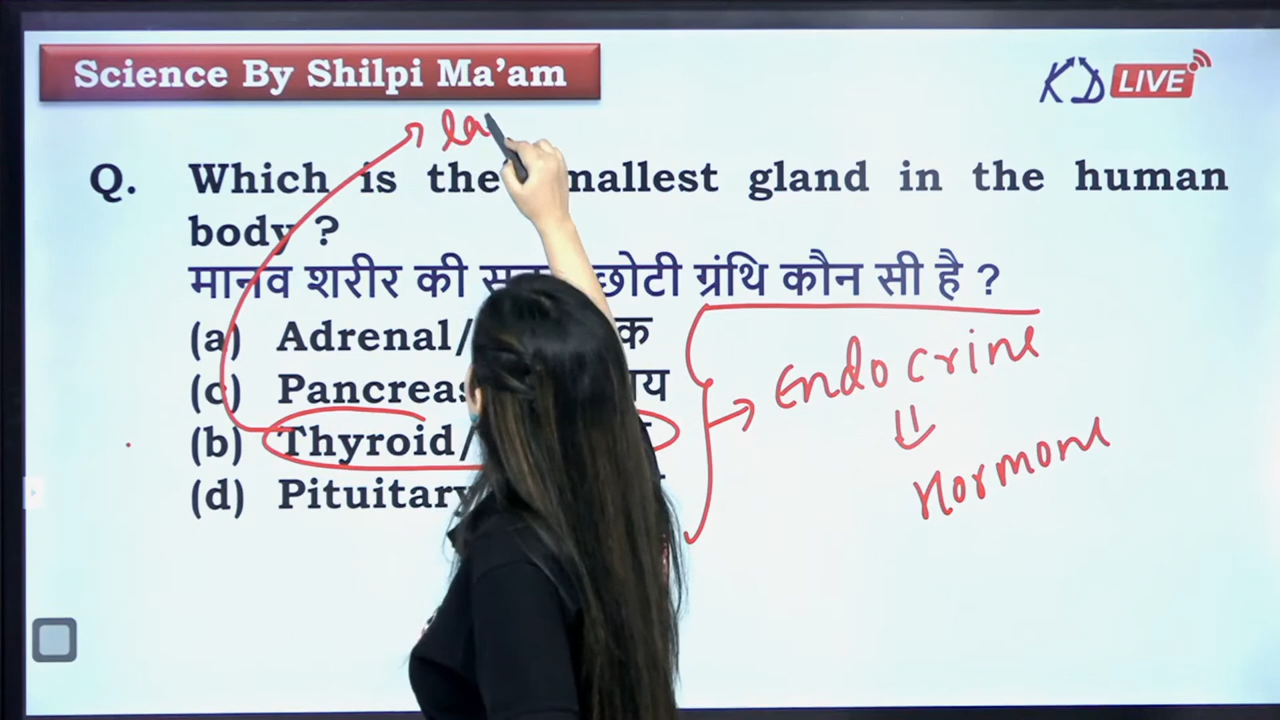 Science By Shilpi Ma'am
KD LIVE
la
Q. Which is the smallest gland in the human
body ?
मानव शरीर की छोटी ग्रंथि कौन सी है ?
(a) Adrenal/
(c) Pancreas
(b) Thyroid/
(d) Pituitary
Endocrine
Hormone